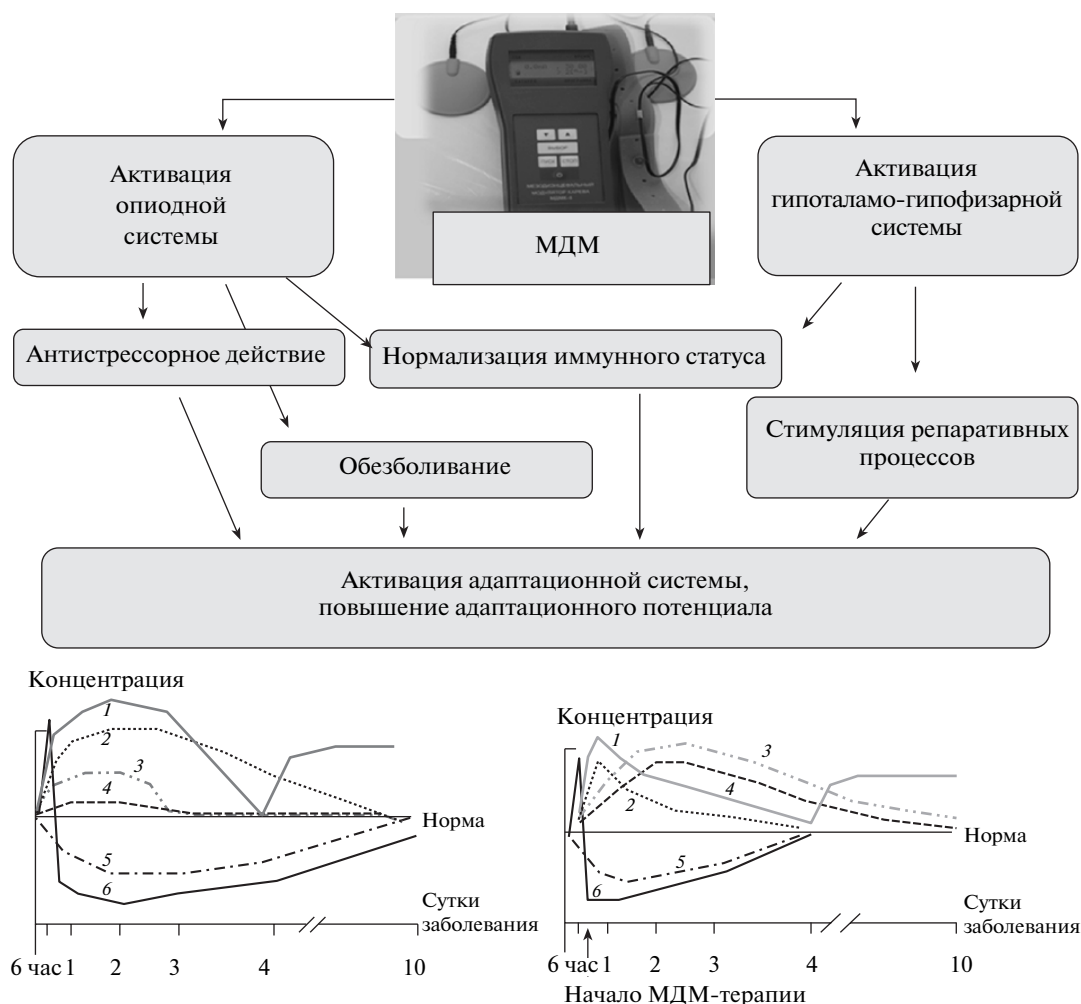 МДМ
Активация
опиодной
системы
Активация
гипоталамо-гипофизарной
системы
Антистрессорное действие
Нормализация иммунного статуса
Обезболивание
Стимуляция репаративных
процессов
Активация адаптационной системы,
повышение адаптационного потенциала
Концентрация
1
2
3
4
Норма
5
6
Сутки
заболевания
6 час 1 2 3 4 10
Концентрация
1
3
4
2
Норма
5
6
Сутки
заболевания
6 час 1 2 3 4 10
Начало МДМ-терапии